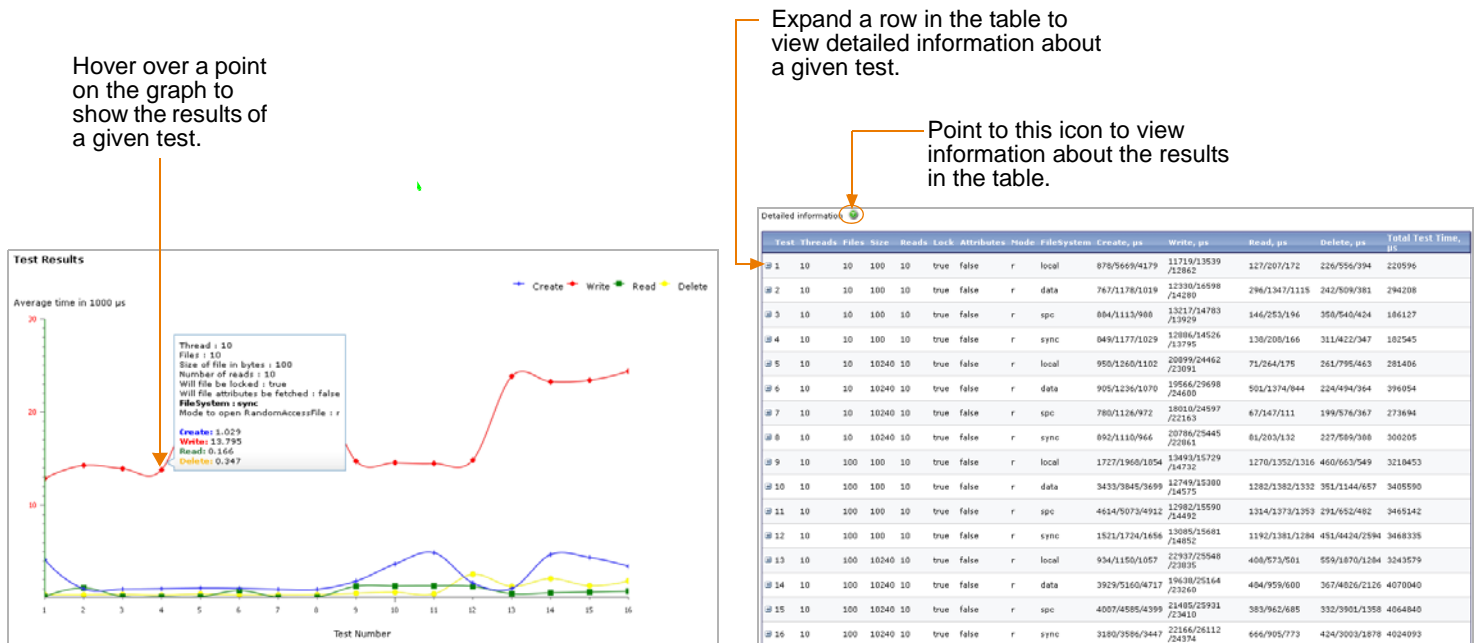 Hover over a point
on the graph to
show the results of
a given test.
Expand a row in the table to
view detailed information about
a given test.
Point to this icon to view
information about the results
in the table.
Test Results
Create Write Read Delete
Average time in 1000 µs
30
20
10
Thread : 10
Files : 10
Size of file in bytes : 100
Number of reads : 10
Will file be locked : true
Will file attributes be fetched : false
FileSystem : sync
Mode to open RandomAccessFile : r
Create: 1.029
Write: 13.795
Read: 0.166
Delete: 0.347
1 2 3 4 5 6 7 8 9 10 11 12 13 14 15 16
Test Number
Detailed information
Test Threads Files Size Reads Lock Attributes Mode FileSystem Create, µs Write, µs Read, µs Delete, µs Total Test Time, µs
1 10 10 100 10 true false r local 878/5669/4179 11719/13539/12862 127/207/172 226/556/394 220596
2 10 10 100 10 true false r data 767/1178/1019 12330/16598/14280 296/1347/1115 242/509/381 294208
3 10 10 100 10 true false r spc 884/1113/988 13217/14783/13929 146/253/196 358/540/424 186127
4 10 10 100 10 true false r sync 849/1177/1029 12886/14526/13795 138/208/166 311/422/347 182545
5 10 10 10240 10 true false r local 950/1260/1102 20899/24462/23091 71/264/175 261/795/463 281406
6 10 10 10240 10 true false r data 905/1236/1070 19566/29698/24680 501/1374/844 224/494/364 396054
7 10 10 10240 10 true false r spc 780/1126/972 18010/24597/22163 67/147/111 199/576/367 273694
8 10 10 10240 10 true false r sync 892/1110/966 20786/25445/22861 81/203/132 227/589/388 300205
9 10 100 100 10 true false r local 1727/1968/1854 13493/15729/14732 1270/1352/1316 460/663/549 3218453
10 10 100 100 10 true false r data 3433/3845/3699 12749/15380/14575 1282/1382/1332 351/1144/657 3405590
11 10 100 100 10 true false r spc 4614/5073/4912 12982/15590/14492 1314/1373/1353 291/652/482 3465142
12 10 100 100 10 true false r sync 1521/1724/1656 13085/15681/14852 1192/1381/1284 451/4424/2594 3468335
13 10 100 10240 10 true false r local 934/1150/1057 22937/25548/23835 408/573/501 559/1870/1284 3243579
14 10 100 10240 10 true false r data 3929/5160/4717 19638/25164/23260 484/959/600 367/4826/2126 4078040
15 10 100 10240 10 true false r spc 4007/4585/4399 21485/25931/23410 383/962/685 332/3901/1358 4064840
16 10 100 10240 10 true false r sync 3180/3586/3447 22166/26112/24374 666/905/773 424/3003/1878 4024093